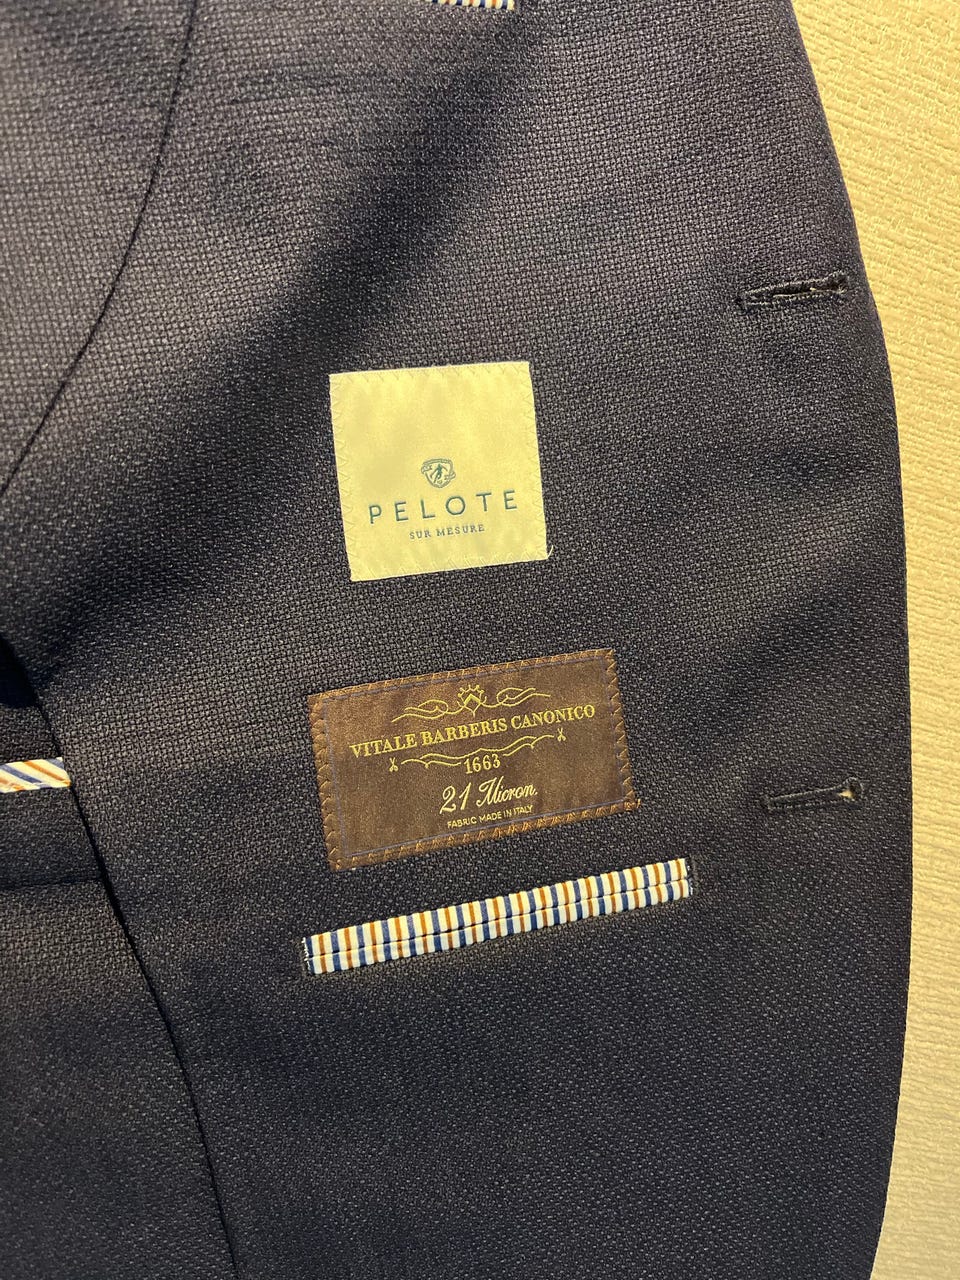 PELOTE
SUR MESURE
VITALE BARBERIS CANONICO
1663
21 Micron.
FABRIC MADE IN ITALY